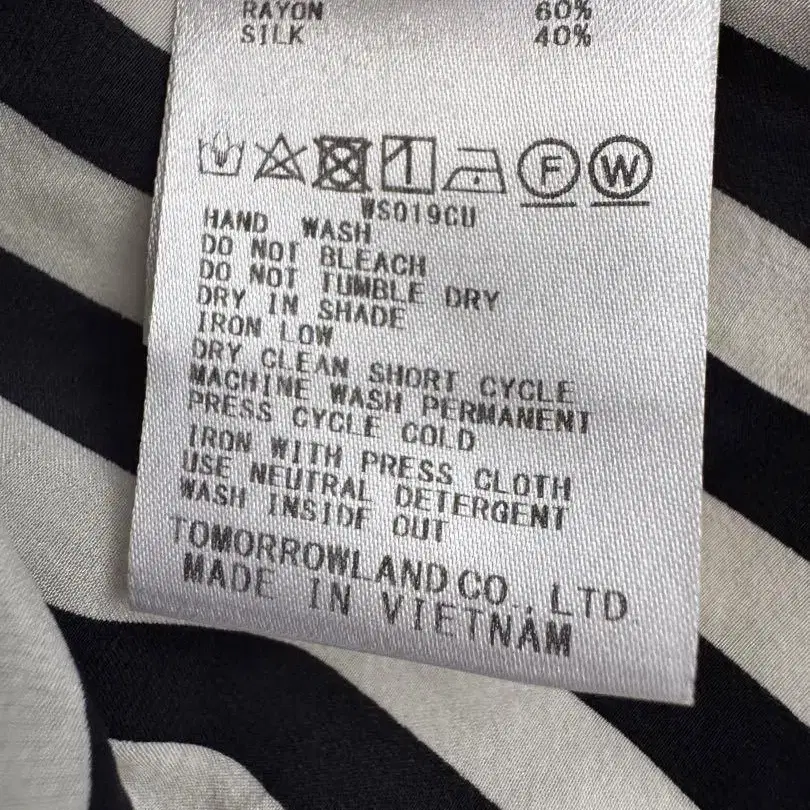 RAYON 60%
SILK 40%
F W
WS019CU
HAND WASH
DO NOT BLEACH
DO NOT TUMBLE DRY
DRY IN SHADE
IRON LOW
DRY CLEAN SHORT CYCLE
MACHINE WASH PERMANENT
PRESS CYCLE COLD
IRON WITH PRESS CLOTH
USE NEUTRAL DETERGENT
WASH INSIDE OUT
TOMORROWLAND CO., LTD.
MADE IN VIETNAM